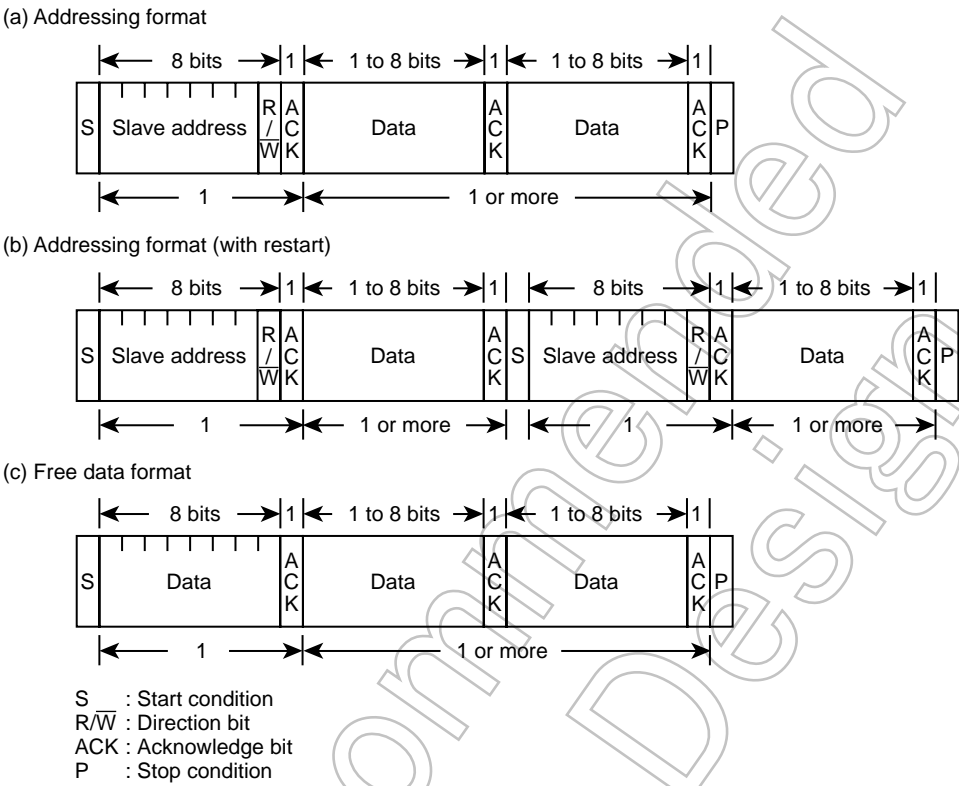 (a) Addressing format
8 bits 1 1 to 8 bits 1 1 to 8 bits 1
S Slave address R/W̅ ACK Data ACK Data ACK P
1 1 or more
(b) Addressing format (with restart)
8 bits 1 1 to 8 bits 1 8 bits 1 1 to 8 bits 1
S Slave address R/W̅ ACK Data ACK S Slave address R/W̅ ACK Data ACK P
1 1 or more 1 1 or more
(c) Free data format
8 bits 1 1 to 8 bits 1 1 to 8 bits 1
S Data ACK Data ACK Data ACK P
1 1 or more
S : Start condition
R/W̅ : Direction bit
ACK : Acknowledge bit
P : Stop condition
ommended
Design